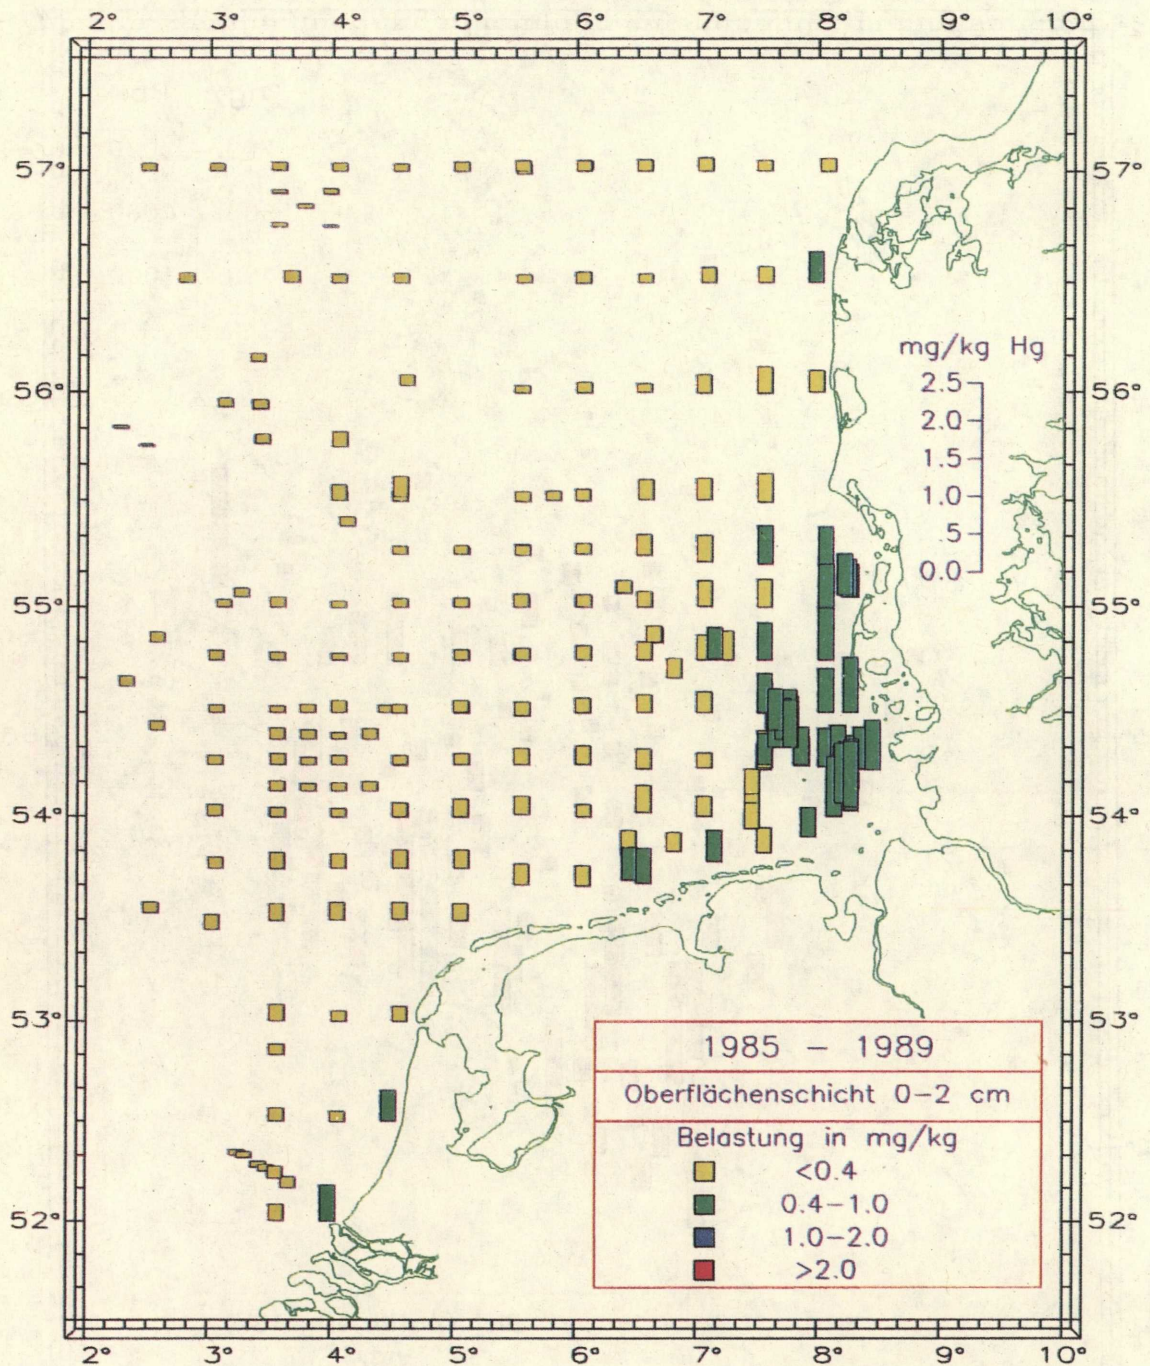 2° 3° 4° 5° 6° 7° 8° 9° 10°
57° 57°
mg/kg Hg
56° 2.5 56°
2.0
1.5
1.0
.5
0.0
55° 55°
54° 54°
53° 53°
1985 – 1989
Oberflächenschicht 0–2 cm
Belastung in mg/kg
<0.4
0.4–1.0
52° 52°
1.0–2.0
>2.0
2° 3° 4° 5° 6° 7° 8° 9° 10°